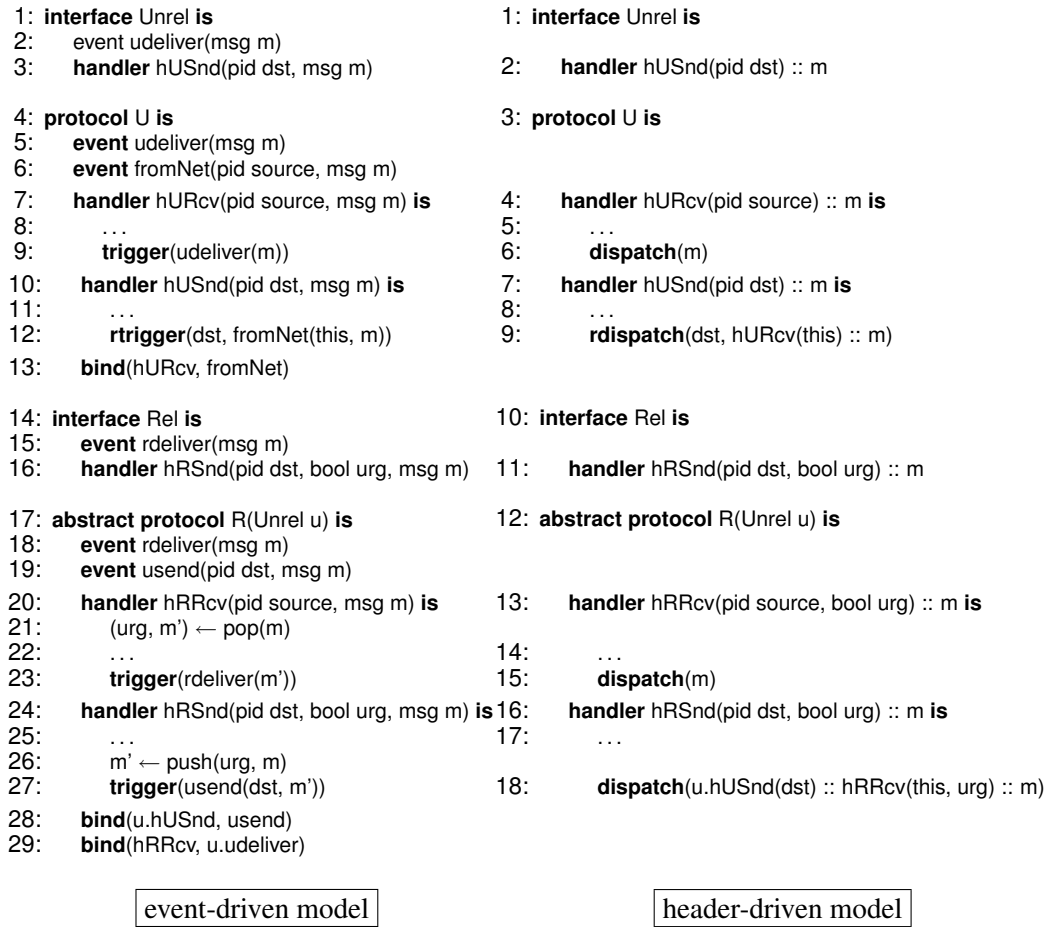 1: interface Unrel is
2: event udeliver(msg m)
3: handler hUSnd(pid dst, msg m)
4: protocol U is
5: event udeliver(msg m)
6: event fromNet(pid source, msg m)
7: handler hURcv(pid source, msg m) is
8: . . .
9: trigger(udeliver(m))
10: handler hUSnd(pid dst, msg m) is
11: . . .
12: rtrigger(dst, fromNet(this, m))
13: bind(hURcv, fromNet)
14: interface Rel is
15: event rdeliver(msg m)
16: handler hRSnd(pid dst, bool urg, msg m)
17: abstract protocol R(Unrel u) is
18: event rdeliver(msg m)
19: event usend(pid dst, msg m)
20: handler hRRcv(pid source, msg m) is
21: (urg, m') ← pop(m)
22: . . .
23: trigger(rdeliver(m'))
24: handler hRSnd(pid dst, bool urg, msg m) is
25: . . .
26: m' ← push(urg, m)
27: trigger(usend(dst, m'))
28: bind(u.hUSnd, usend)
29: bind(hRRcv, u.udeliver)
event-driven model
1: interface Unrel is
2: handler hUSnd(pid dst) :: m
3: protocol U is
4: handler hURcv(pid source) :: m is
5: . . .
6: dispatch(m)
7: handler hUSnd(pid dst) :: m is
8: . . .
9: rdispatch(dst, hURcv(this) :: m)
10: interface Rel is
11: handler hRSnd(pid dst, bool urg) :: m
12: abstract protocol R(Unrel u) is
13: handler hRRcv(pid source, bool urg) :: m is
14: . . .
15: dispatch(m)
16: handler hRSnd(pid dst, bool urg) :: m is
17: . . .
18: dispatch(u.hUSnd(dst) :: hRRcv(this, urg) :: m)
header-driven model